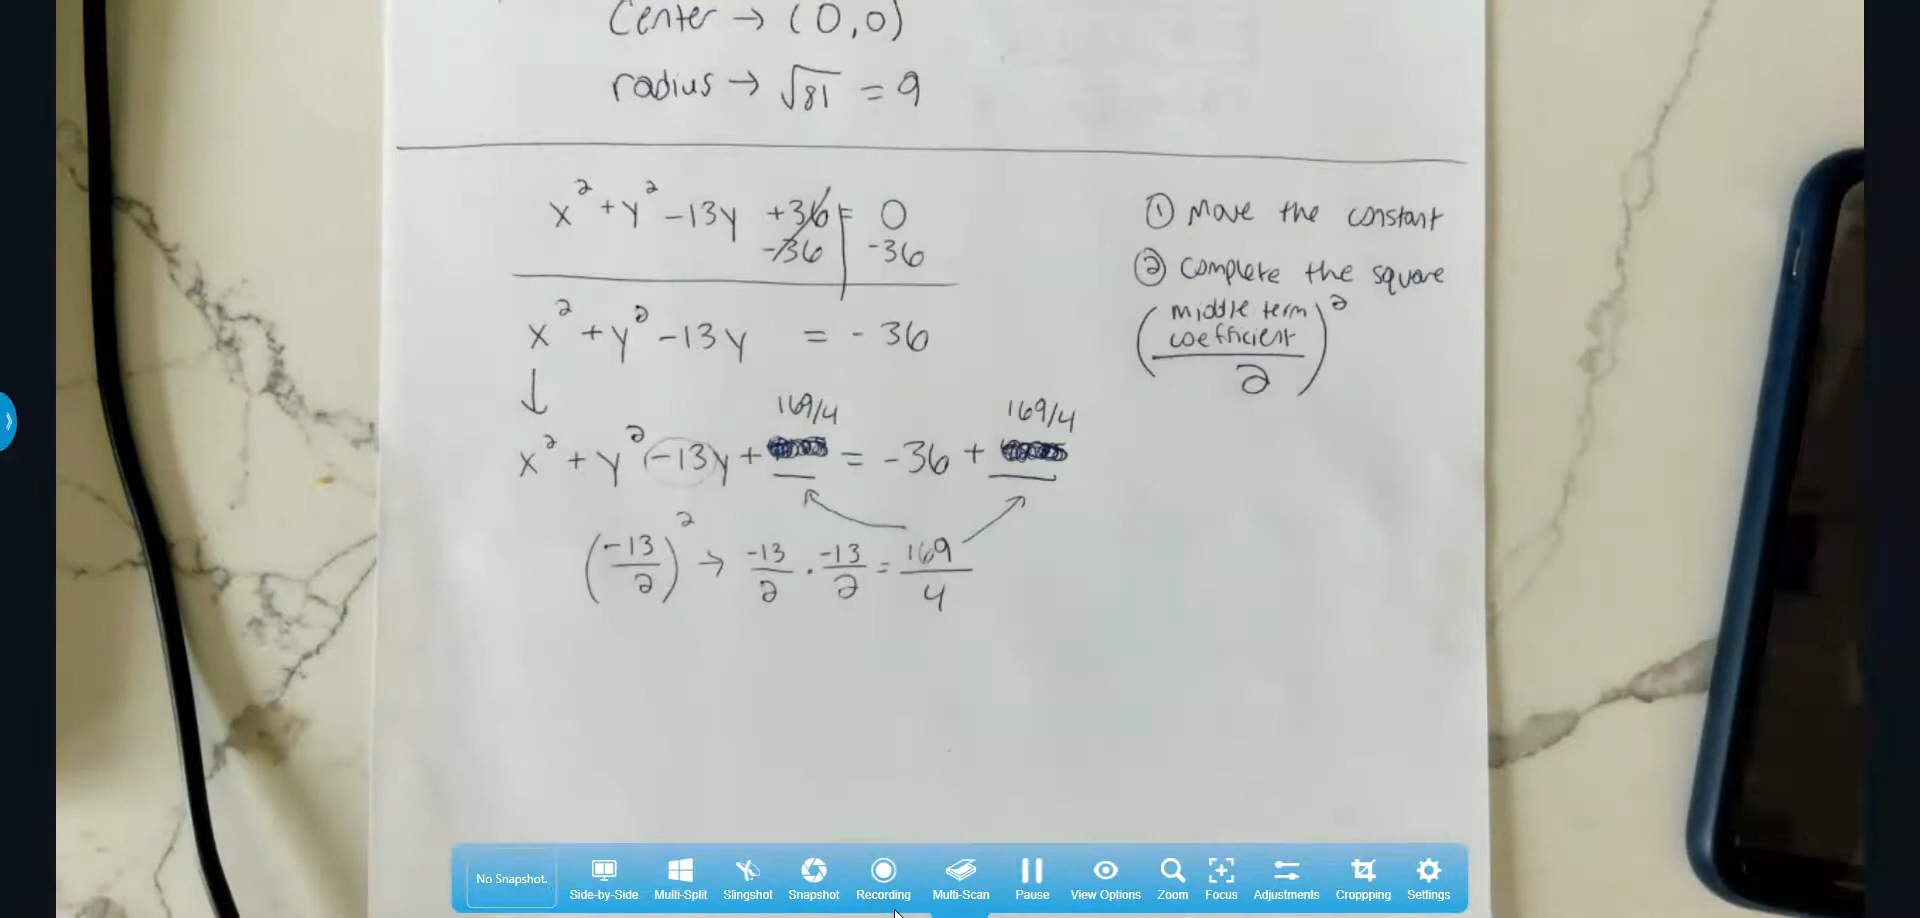 Center → (0,0)
radius → √81 = 9
x² + y² - 13y + 36 = 0
-36 -36
x² + y² - 13y = - 36
↓
169/4 169/4
x² + y² - 13y + __ = -36 + __
(-13/2)² → -13/2 · -13/2 = 169/4
① Move the constant
② Complete the square
(middle term
coefficient
/2)²
No Snapshot.
Side-by-Side
Multi-Split
Slingshot
Snapshot
Recording
Multi-Scan
Pause
View Options
Zoom
Focus
Adjustments
Croppping
Settings